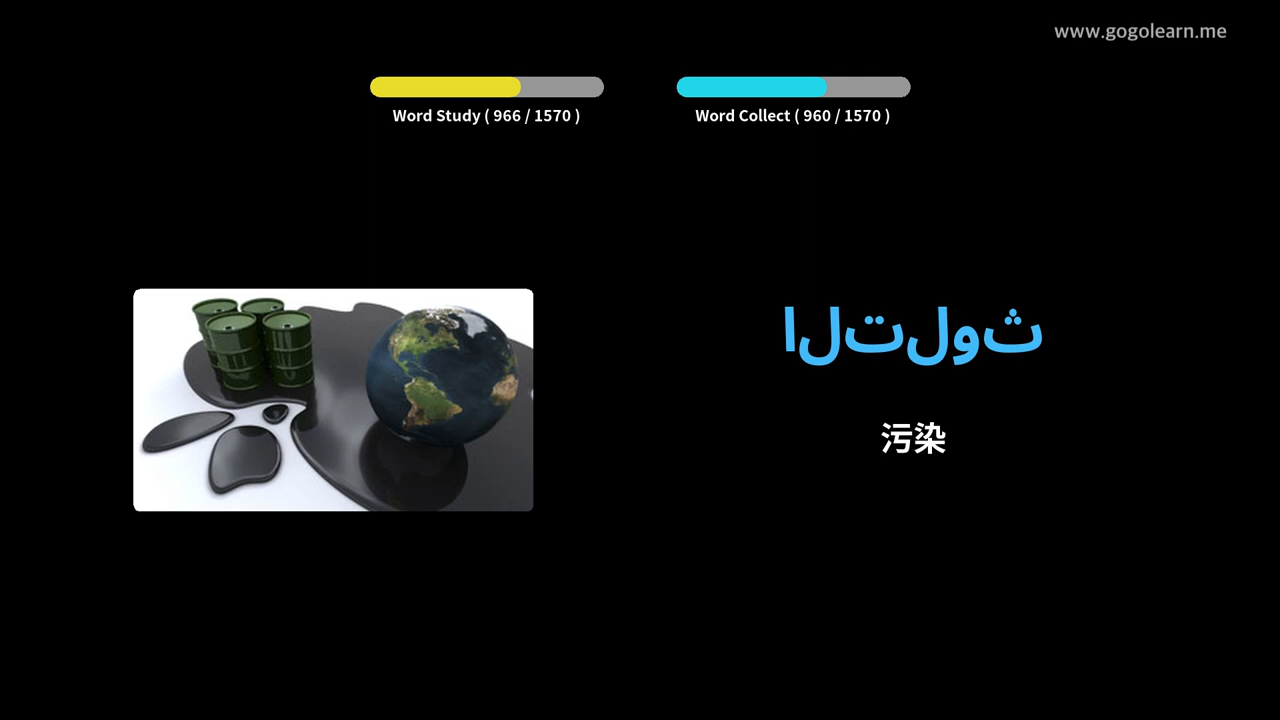 www.gogolearn.me
Word Study ( 966 / 1570 )
Word Collect ( 960 / 1570 )
التلوث
污染